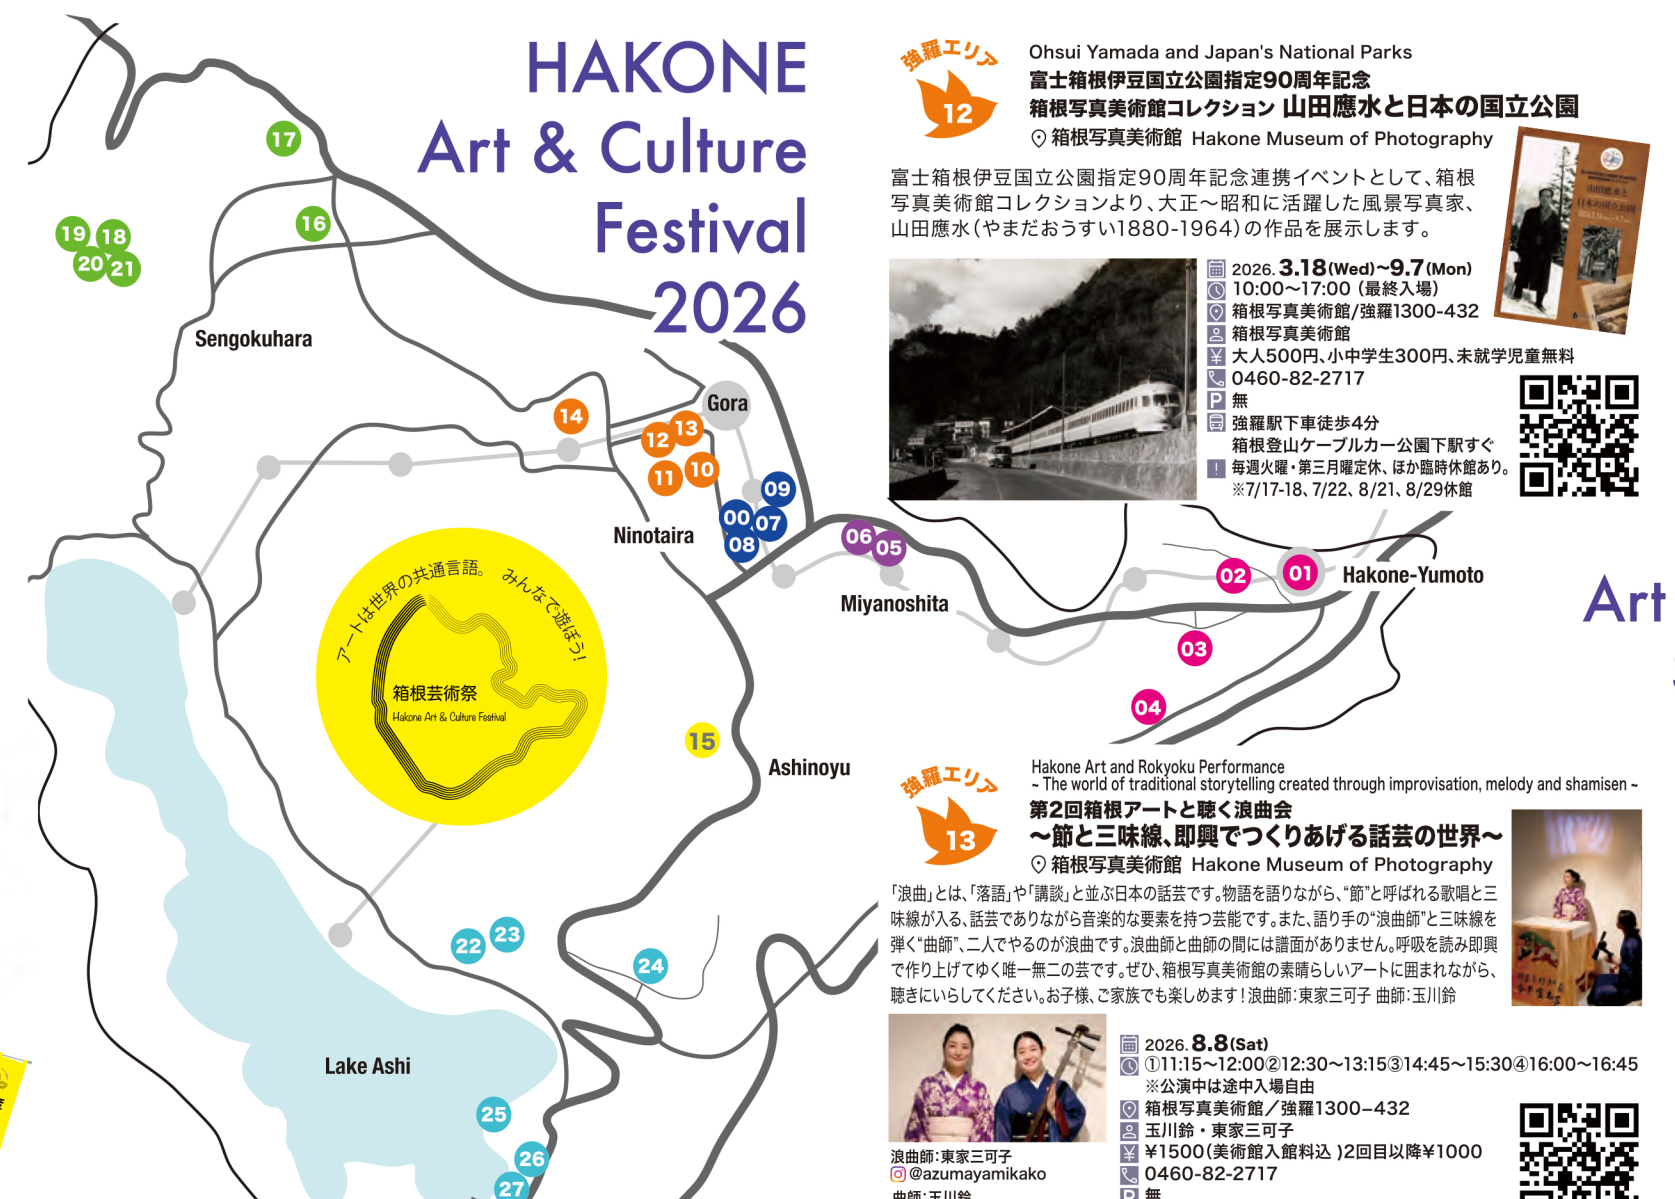 HAKONE
Art & Culture
Festival
2026
17
16
19
18
20
21
Sengokuhara
Gora
14
13
12
10
11
09
00
07
08
Ninotaira
06
05
Miyanoshita
02
01
Hakone-Yumoto
03
04
アートは世界の共通言語。 みんなで遊ぼう!
箱根芸術祭
Hakone Art & Culture Festival
15
Ashinoyu
22
23
24
Lake Ashi
25
26
27
強羅エリア
12
Ohsui Yamada and Japan's National Parks
富士箱根伊豆国立公園指定90周年記念
箱根写真美術館コレクション 山田應水と日本の国立公園
箱根写真美術館 Hakone Museum of Photography
富士箱根伊豆国立公園指定90周年記念連携イベントとして、箱根
写真美術館コレクションより、大正～昭和に活躍した風景写真家、
山田應水(やまだおうすい1880-1964)の作品を展示します。
山田應水と
日本の国立公園
2026. 3.18(Wed)～9.7(Mon)
10:00～17:00 (最終入場)
箱根写真美術館/強羅1300-432
箱根写真美術館
¥ 大人500円、小中学生300円、未就学児童無料
0460-82-2717
P 無
強羅駅下車徒歩4分
箱根登山ケーブルカー公園下駅すぐ
! 毎週火曜・第三月曜定休、ほか臨時休館あり。
※7/17-18、7/22、8/21、8/29休館
Art
強羅エリア
13
Hakone Art and Rokyoku Performance
~ The world of traditional storytelling created through improvisation, melody and shamisen ~
第2回箱根アートと聴く浪曲会
～節と三味線、即興でつくりあげる話芸の世界～
箱根写真美術館 Hakone Museum of Photography
「浪曲」とは、「落語」や「講談」と並ぶ日本の話芸です。物語を語りながら、“節”と呼ばれる歌唱と三
味線が入る、話芸でありながら音楽的な要素を持つ芸能です。また、語り手の“浪曲師”と三味線を
弾く“曲師”、二人でやるのが浪曲です。浪曲師と曲師の間には譜面がありません。呼吸を読み即興
で作り上げてゆく唯一無二の芸です。ぜひ、箱根写真美術館の素晴らしいアートに囲まれながら、
聴きにいらしてください。お子様、ご家族でも楽しめます!浪曲師:東家三可子 曲師:玉川鈴
2026. 8.8(Sat)
①11:15～12:00②12:30～13:15③14:45～15:30④16:00～16:45
※公演中は途中入場自由
箱根写真美術館／強羅1300–432
玉川鈴・東家三可子
¥ ¥1500(美術館入館料込)2回目以降¥1000
0460-82-2717
P 無
浪曲師:東家三可子
@azumayamikako
曲師:玉川鈴